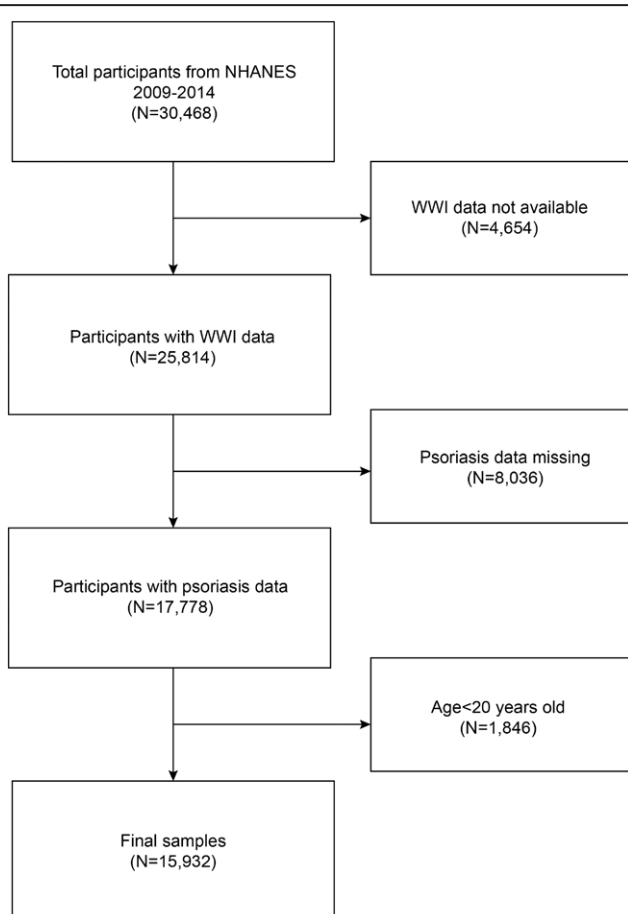 Total participants from NHANES
2009-2014
(N=30,468)
WWI data not available
(N=4,654)
Participants with WWI data
(N=25,814)
Psoriasis data missing
(N=8,036)
Participants with psoriasis data
(N=17,778)
Age<20 years old
(N=1,846)
Final samples
(N=15,932)